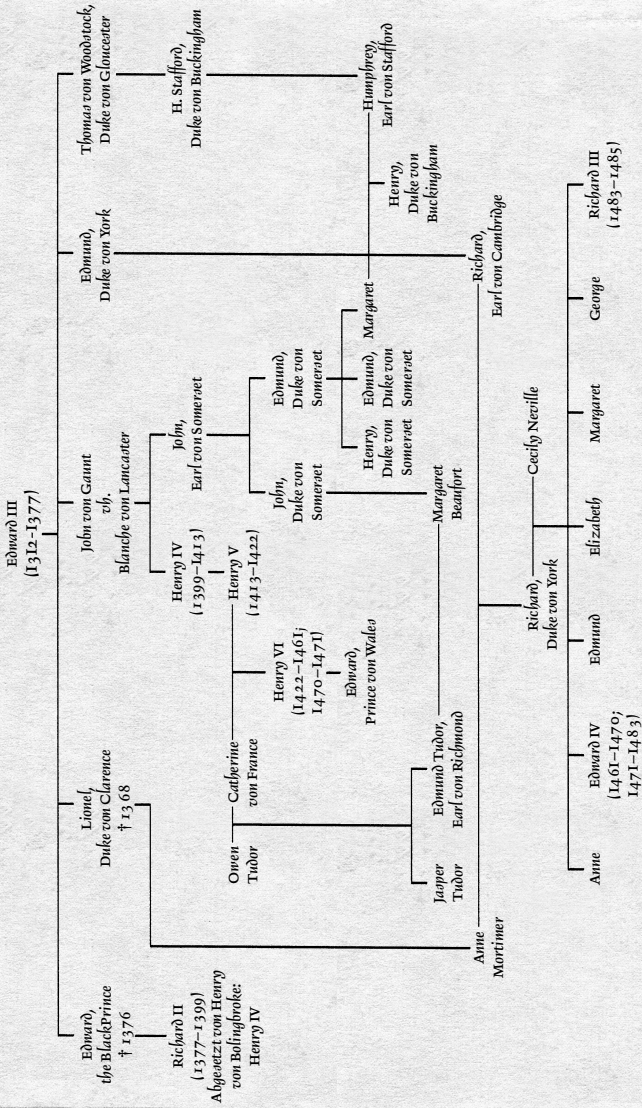 Edward III
(1312-1377)
Edward,
the BlackPrince
† 1376
Lionel,
Duke von Clarence
† 1368
John von Gaunt
vh.
Blanche von Lancaster
Edmund,
Duke von York
Thomas von Woodstock,
Duke von Gloucester
Richard II
(1377–1399)
Abgesetzt von Henry
von Bolingbroke:
Henry IV
Henry IV
(1399–1413)
John,
Earl von Somerset
H. Stafford,
Duke von Buckingham
Owen
Tudor
Catherine
von France
Henry V
(1413–1422)
John,
Duke von
Somerset
Edmund,
Duke von
Somerset
Henry VI
(1422–1461;
1470–1471)
Edward,
Prince von Wales
Henry,
Duke von
Somerset
Edmund,
Duke von
Somerset
Margaret
Henry,
Duke von
Buckingham
Humphrey,
Earl von Stafford
Jasper
Tudor
Edmund Tudor,
Earl von Richmond
Margaret
Beaufort
Anne
Mortimer
Richard,
Earl von Cambridge
Richard,
Duke von York
Cecily Neville
Anne
Edward IV
(1461–1470;
1471–1483)
Edmund
Elizabeth
Margaret
George
Richard III
(1483–1485)